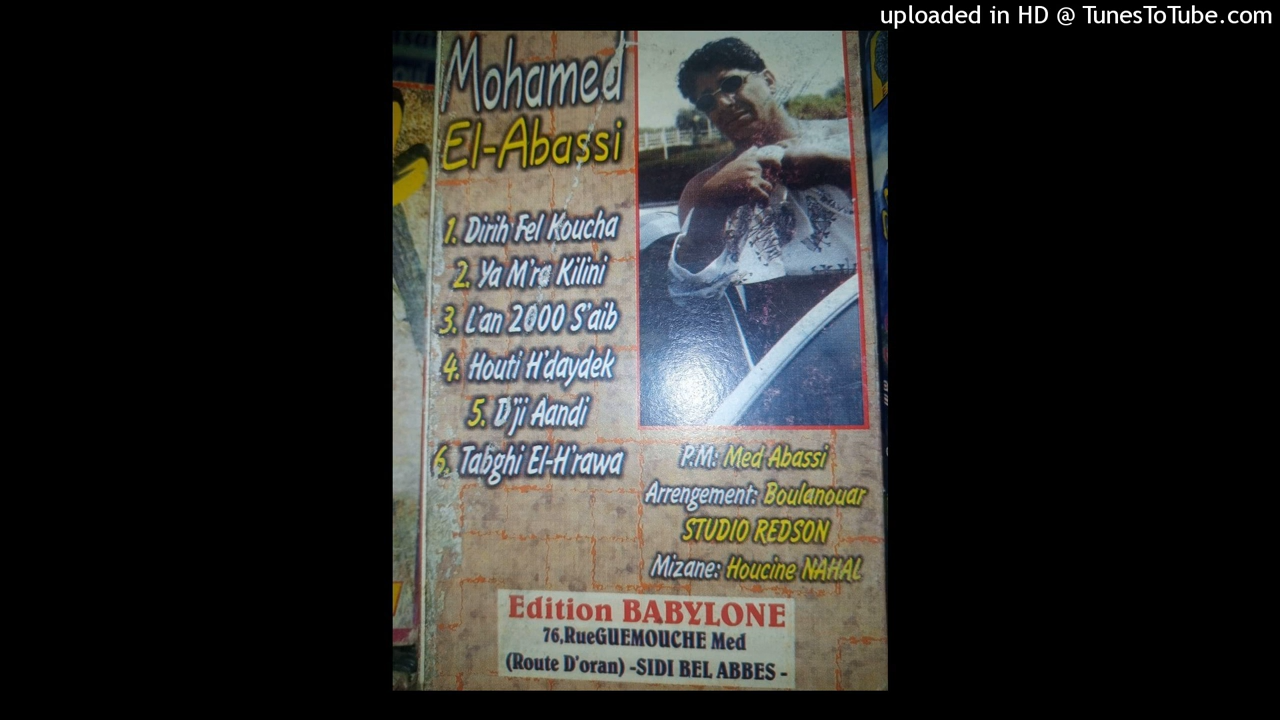 uploaded in HD @ TunesToTube.com
Mohamed
El-Abassi
1. Dirih Fel Koucha
2. Ya M'ra Kilini
3. L'an 2000 S'aib
4. Houti H'daydek
5. D'ji Aandi
6. Tabghi El-H'rawa
P.M: Med Abassi
Arrengement: Boulanouar
STUDIO REDSON
Mizane: Houcine NAHAL
Edition BABYLONE
76,RueGUEMOUCHE Med
(Route D'oran) -SIDI BEL ABBES -